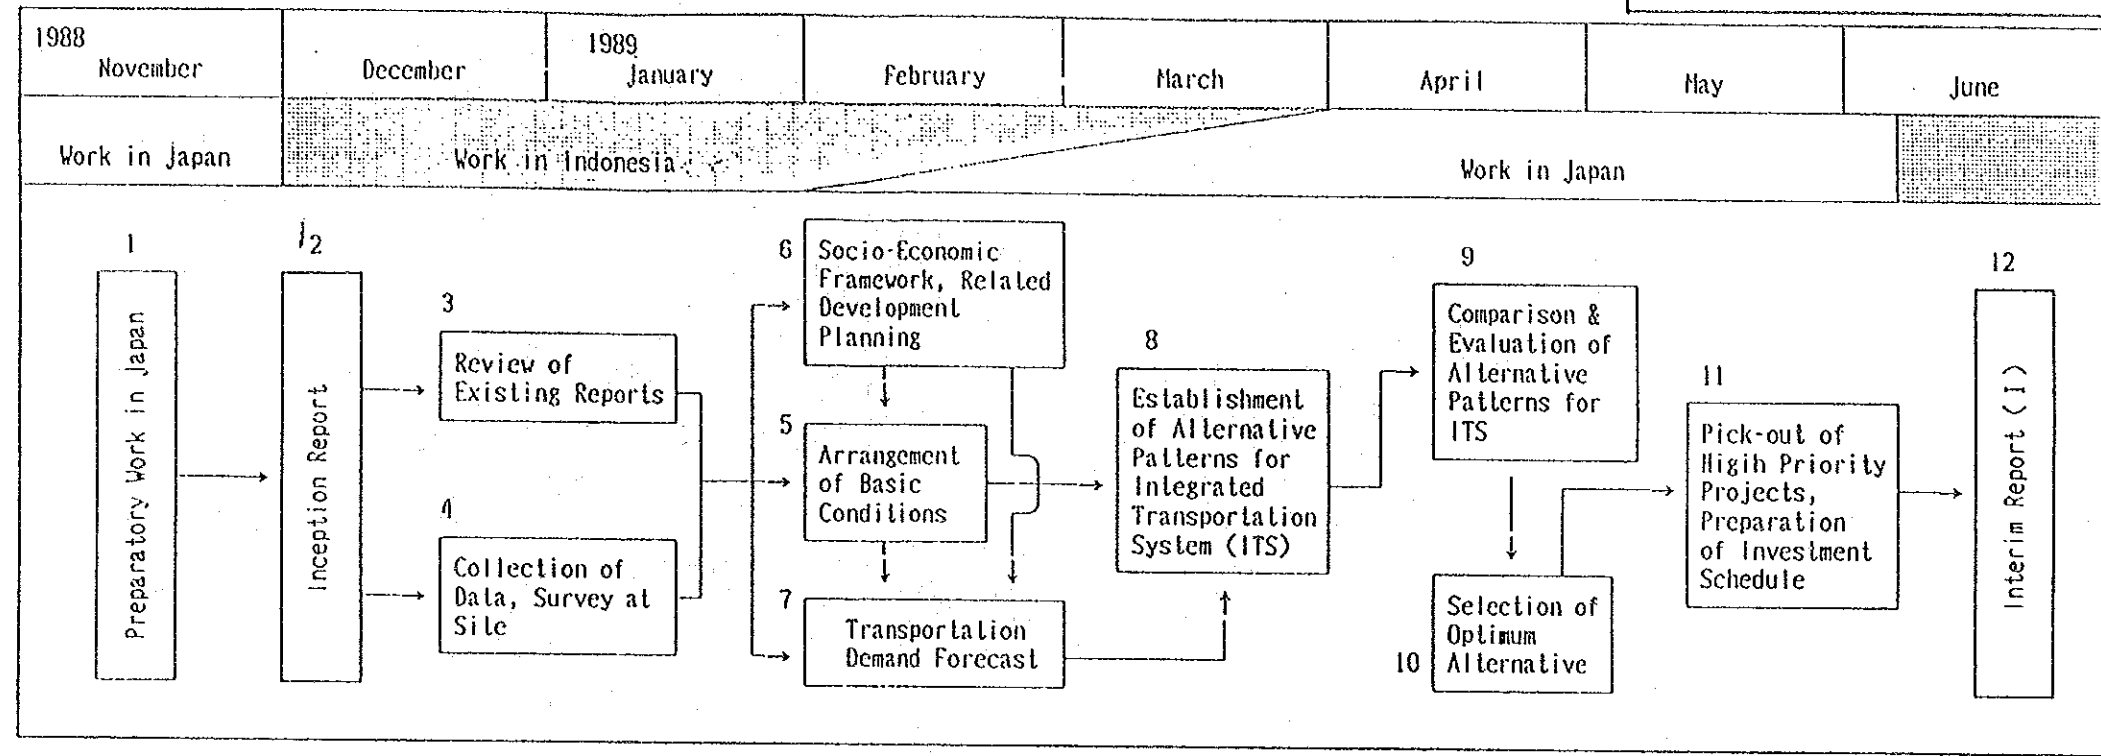 1988
November
December
1989
January
February
March
April
May
June
Work in Japan
Work in Indonesia
Work in Japan
1
Preparatory Work in Japan
2
Inception Report
3
Review of
Existing Reports
4
Collection of
Data, Survey at
Site
6
Socio-Economic
Framework, Related
Development
Planning
5
Arrangement
of Basic
Conditions
7
Transportation
Demand Forecast
8
Establishment
of Alternative
Patterns for
Integrated
Transportation
System (ITS)
9
Comparison &
Evaluation of
Alternative
Patterns for
ITS
10
Selection of
Optimum
Alternative
11
Pick-out of
Higih Priority
Projects,
Preparation
of Investment
Schedule
12
Interim Report (I)